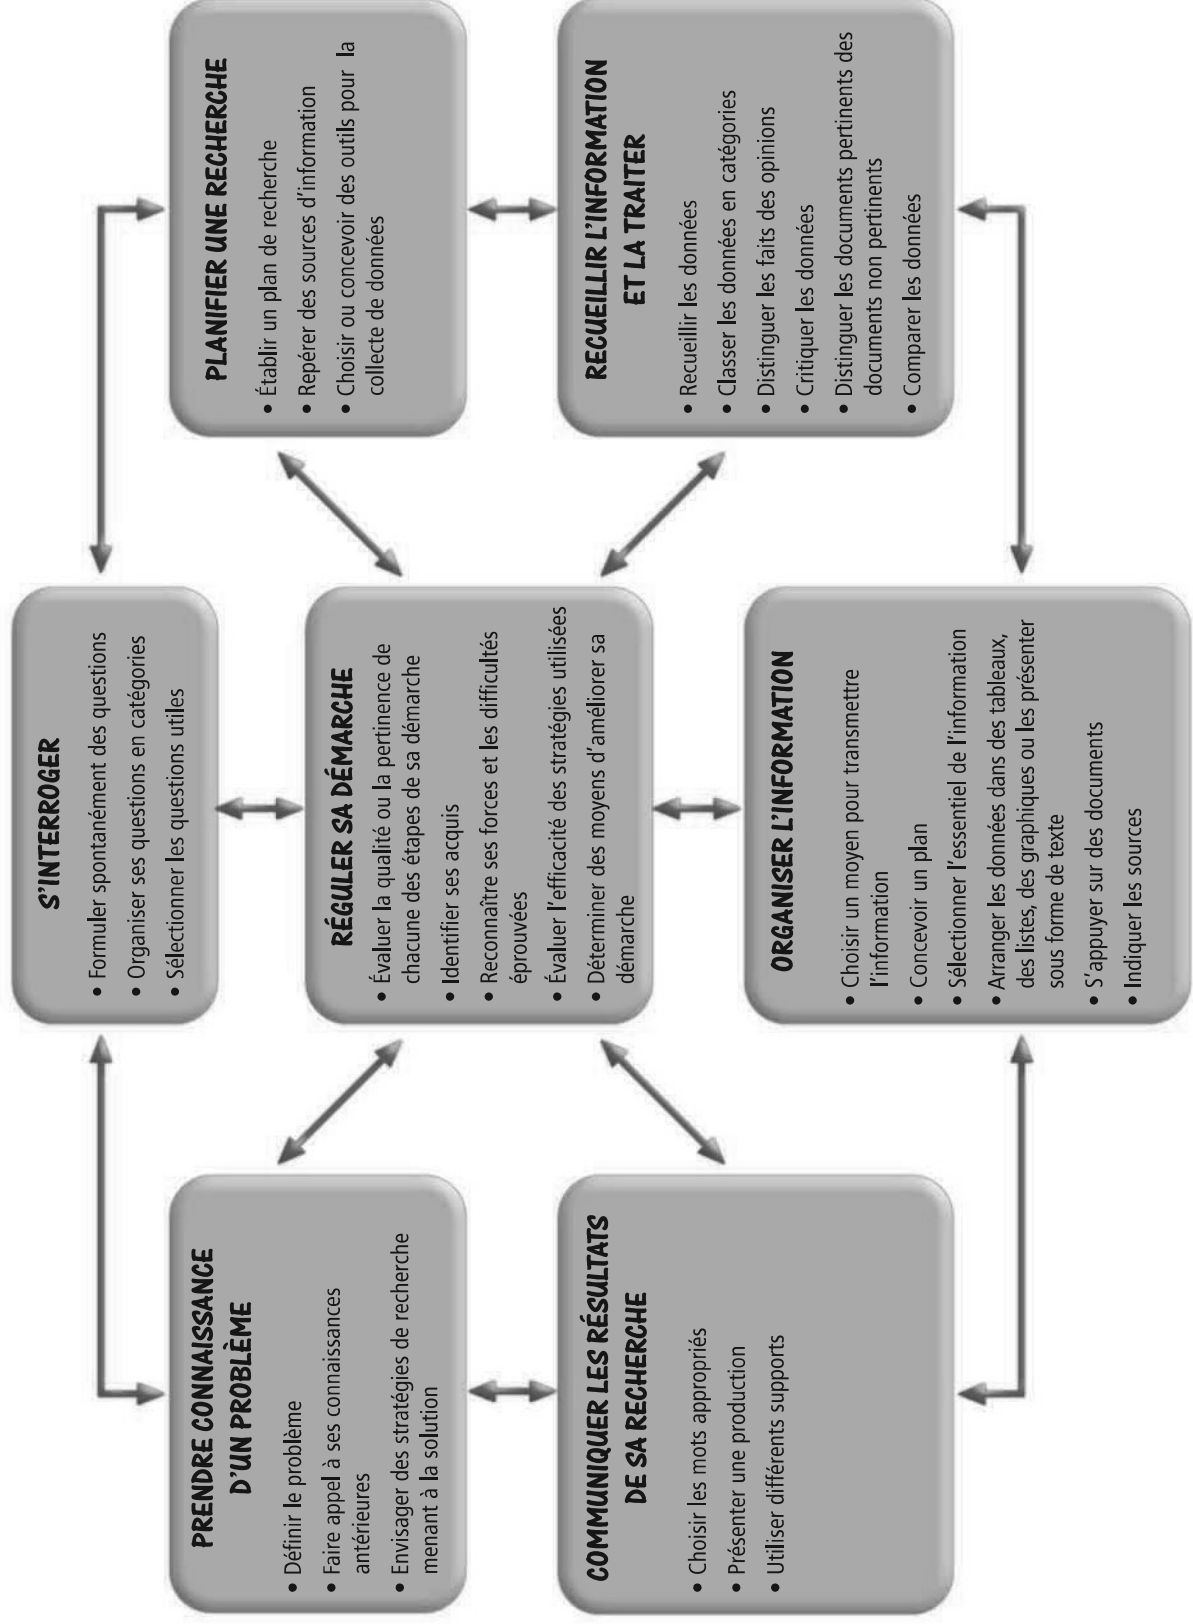 PRENDRE CONNAISSANCE
D'UN PROBLÈME
• Définir le problème
• Faire appel à ses connaissances
antérieures
• Envisager des stratégies de recherche
menant à la solution
S'INTERROGER
• Formuler spontanément des questions
• Organiser ses questions en catégories
• Sélectionner les questions utiles
PLANIFIER UNE RECHERCHE
• Établir un plan de recherche
• Repérer des sources d'information
• Choisir ou concevoir des outils pour la
collecte de données
RÉGULER SA DÉMARCHE
• Évaluer la qualité ou la pertinence de
chacune des étapes de sa démarche
• Identifier ses acquis
• Reconnaître ses forces et les difficultés
éprouvées
• Évaluer l'efficacité des stratégies utilisées
• Déterminer des moyens d'améliorer sa
démarche
COMMUNIQUER LES RÉSULTATS
DE SA RECHERCHE
• Choisir les mots appropriés
• Présenter une production
• Utiliser différents supports
ORGANISER L'INFORMATION
• Choisir un moyen pour transmettre
l'information
• Concevoir un plan
• Sélectionner l'essentiel de l'information
• Arranger les données dans des tableaux,
des listes, des graphiques ou les présenter
sous forme de texte
• S'appuyer sur des documents
• Indiquer les sources
RECUEILLIR L'INFORMATION
ET LA TRAITER
• Recueillir les données
• Classer les données en catégories
• Distinguer les faits des opinions
• Critiquer les données
• Distinguer les documents pertinents des
documents non pertinents
• Comparer les données